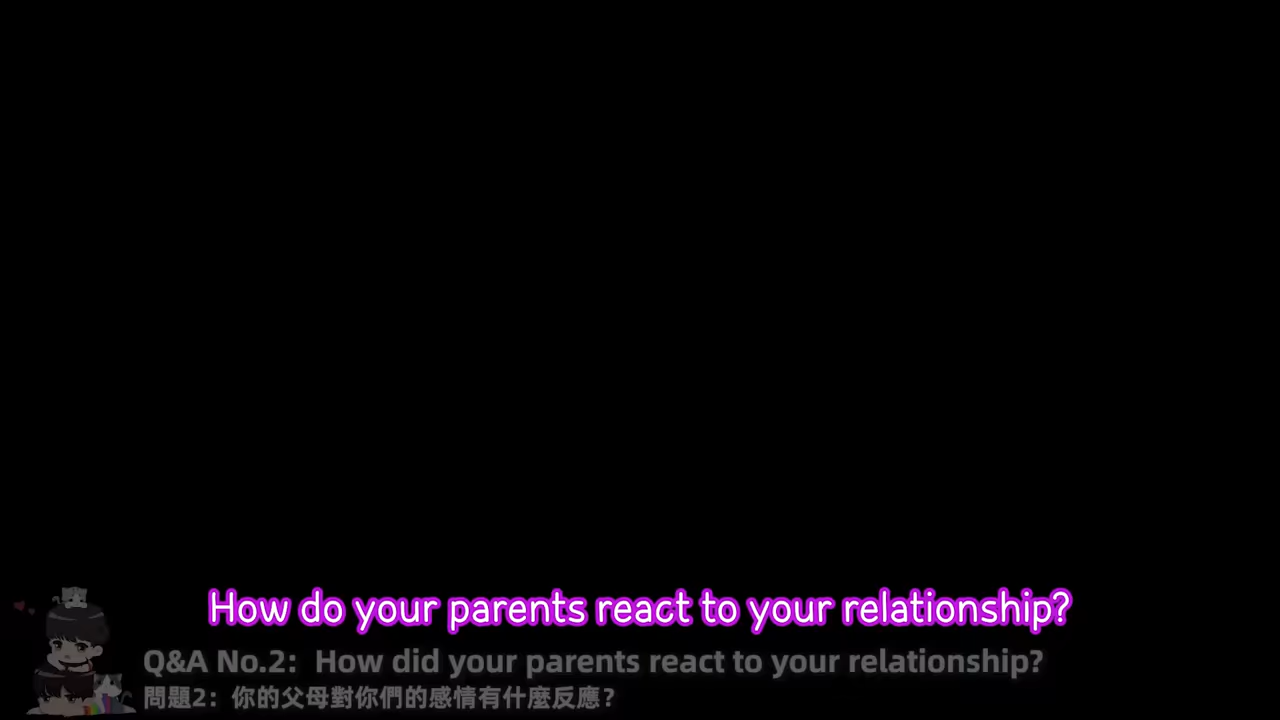 How do your parents react to your relationship?
Q&A No.2: How did your parents react to your relationship?
問題2：你的父母對你們的感情有什麼反應？